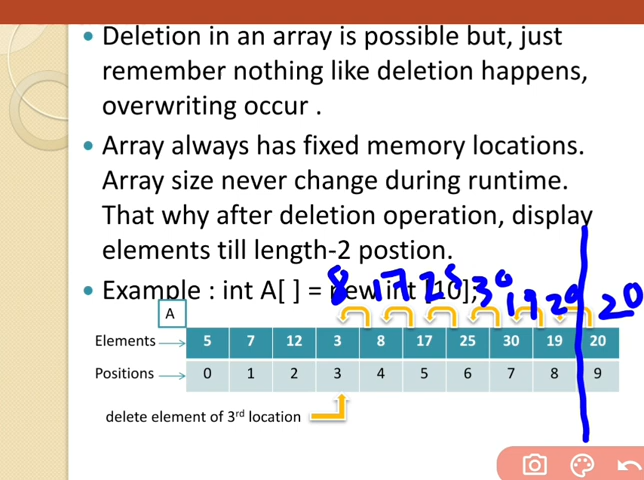 Deletion in an array is possible but, just
remember nothing like deletion happens,
overwriting occur .
Array always has fixed memory locations.
Array size never change during runtime.
That why after deletion operation, display
elements till length-2 postion.
Example : int A[ ] = new int [10];
8 17 25 30 19 20 20
A
Elements 5 7 12 3 8 17 25 30 19 20
Positions 0 1 2 3 4 5 6 7 8 9
delete element of 3rd location